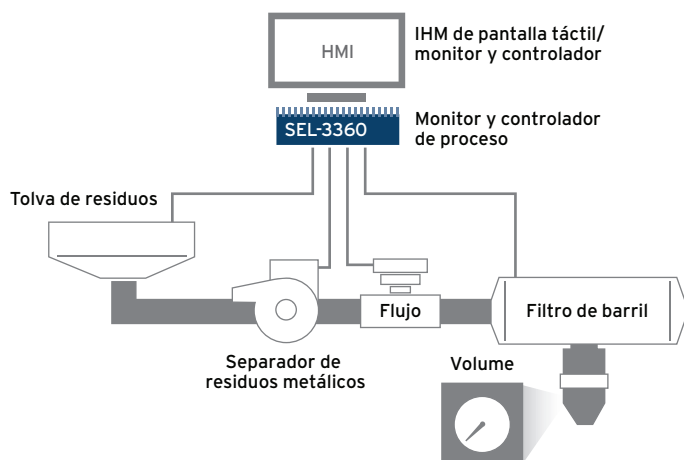 HMI
IHM de pantalla táctil/
monitor y controlador
SEL-3360
Monitor y controlador
de proceso
Tolva de residuos
Flujo
Filtro de barril
Separador de
residuos metálicos
Volume